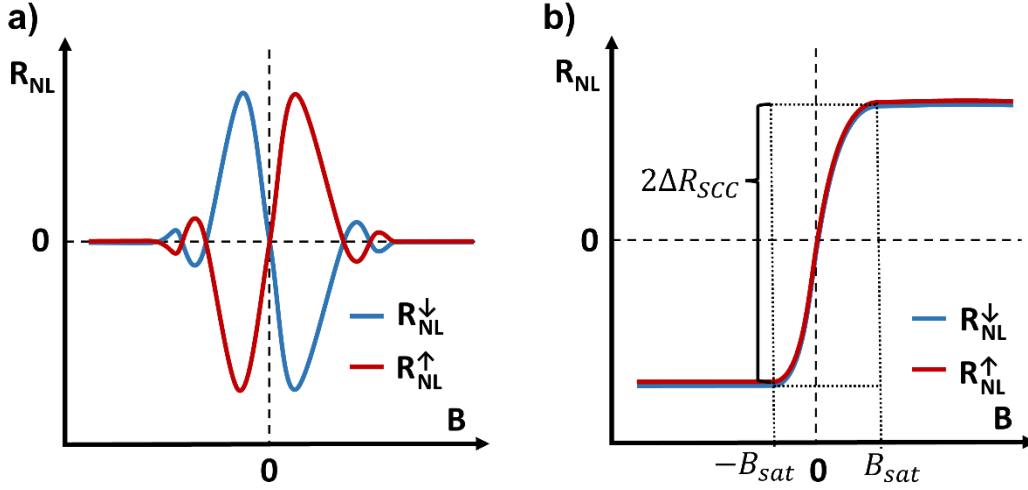 a)
R_NL
0
R_NL^↓
R_NL^↑
B
0
b)
R_NL
2ΔR_SCC
0
R_NL^↓
R_NL^↑
B
−B_sat
0
B_sat